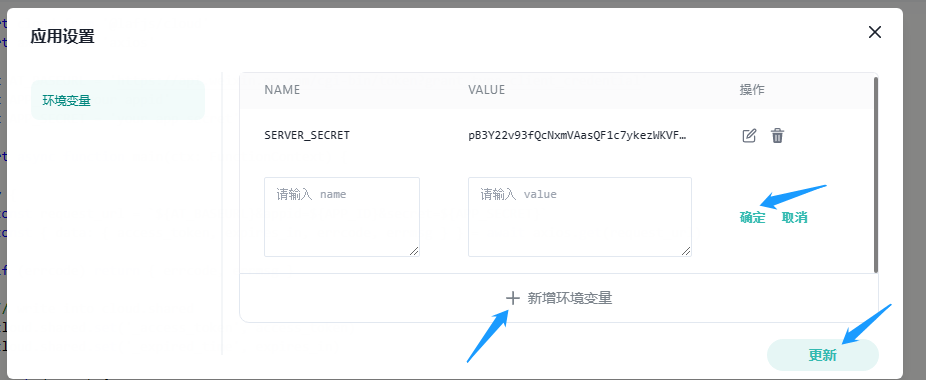 应用设置
环境变量
NAME VALUE 操作
SERVER_SECRET pB3Y22v93fQcNxmVAasQF1c7ykezWKVF…
请输入 name 请输入 value
确定 取消
新增环境变量
更新